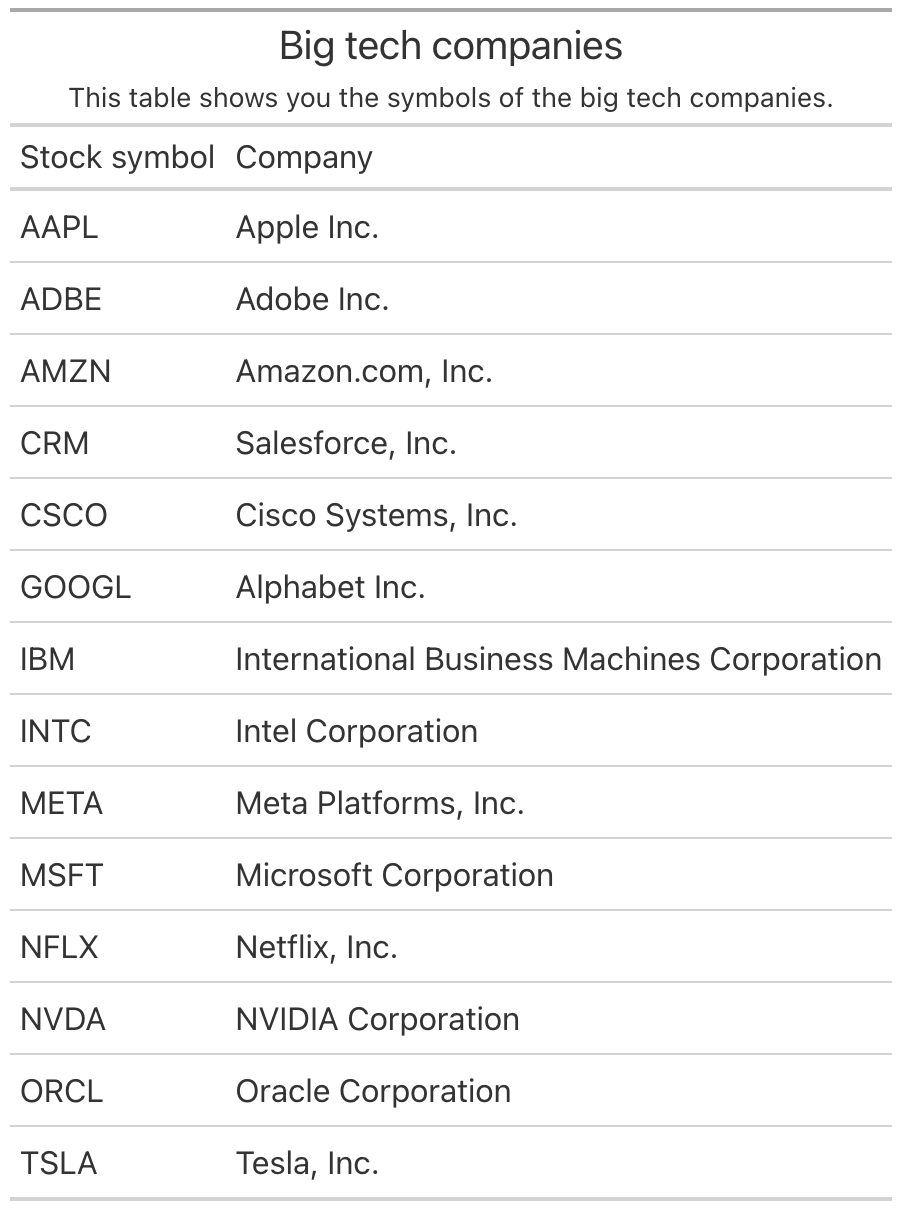 Big tech companies
This table shows you the symbols of the big tech companies.
Stock symbol Company
AAPL Apple Inc.
ADBE Adobe Inc.
AMZN Amazon.com, Inc.
CRM Salesforce, Inc.
CSCO Cisco Systems, Inc.
GOOGL Alphabet Inc.
IBM International Business Machines Corporation
INTC Intel Corporation
META Meta Platforms, Inc.
MSFT Microsoft Corporation
NFLX Netflix, Inc.
NVDA NVIDIA Corporation
ORCL Oracle Corporation
TSLA Tesla, Inc.